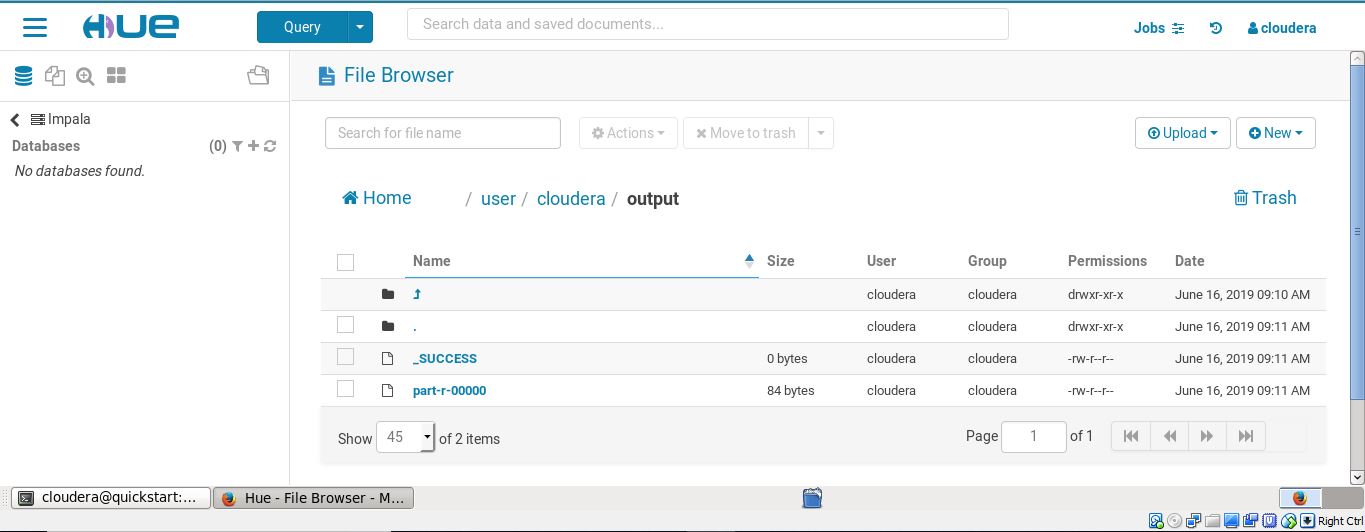 HUE Query Search data and saved documents... Jobs cloudera
File Browser
Impala
Search for file name Actions Move to trash Upload New
Databases (0)
No databases found.
Home / user / cloudera / output Trash
Name Size User Group Permissions Date
cloudera cloudera drwxr-xr-x June 16, 2019 09:10 AM
. cloudera cloudera drwxr-xr-x June 16, 2019 09:11 AM
_SUCCESS 0 bytes cloudera cloudera -rw-r--r-- June 16, 2019 09:11 AM
part-r-00000 84 bytes cloudera cloudera -rw-r--r-- June 16, 2019 09:11 AM
Show 45 of 2 items Page 1 of 1
cloudera@quickstart:... Hue - File Browser - M...
Right Ctrl